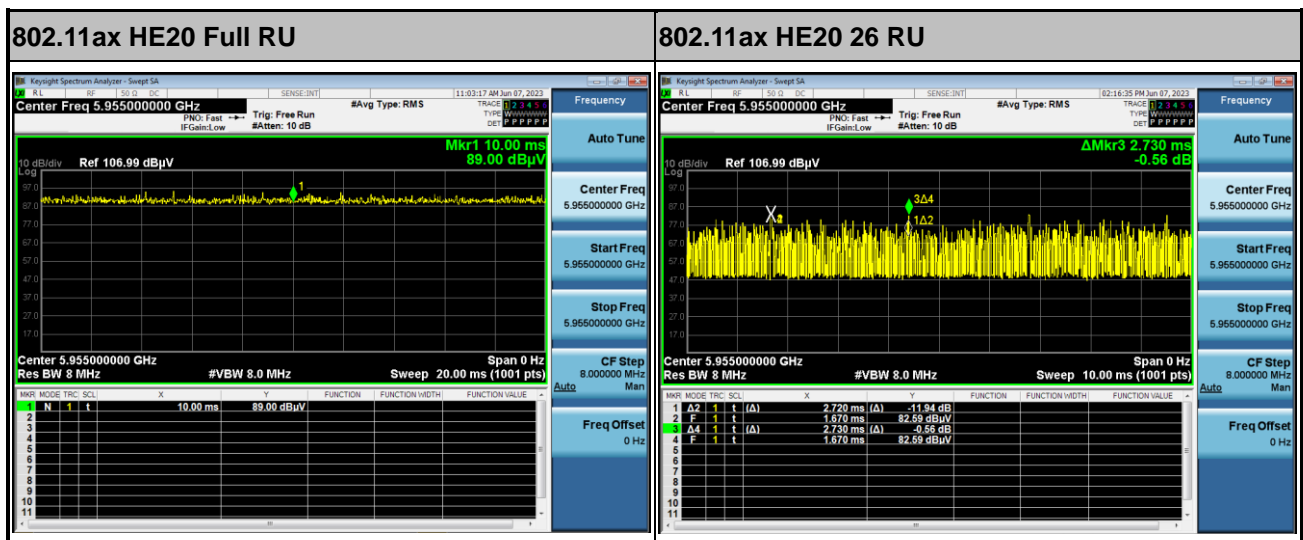 802.11ax HE20 Full RU
Keysight Spectrum Analyzer - Swept SA
RL RF 50 Ω DC SENSE:INT 11:03:17 AM Jun 07, 2023
Center Freq 5.955000000 GHz #Avg Type: RMS TRACE 1 2 3 4 5 6
PNO: Fast Trig: Free Run TYPE WWWWWW
IFGain:Low #Atten: 10 dB DET P P P P P P
Mkr1 10.00 ms
10 dB/div Ref 106.99 dBµV 89.00 dBµV
Log
97.0
1
87.0
77.0
67.0
57.0
47.0
37.0
27.0
17.0
Center 5.955000000 GHz Span 0 Hz
Res BW 8 MHz #VBW 8.0 MHz Sweep 20.00 ms (1001 pts)
MKR MODE TRC SCL X Y FUNCTION FUNCTION WIDTH FUNCTION VALUE
1 N 1 t 10.00 ms 89.00 dBµV
2
3
4
5
6
7
8
9
10
11
Frequency
Auto Tune
Center Freq
5.955000000 GHz
Start Freq
5.955000000 GHz
Stop Freq
5.955000000 GHz
CF Step
8.000000 MHz
Auto Man
Freq Offset
0 Hz
802.11ax HE20 26 RU
Keysight Spectrum Analyzer - Swept SA
RL RF 50 Ω DC SENSE:INT 02:16:35 PM Jun 07, 2023
Center Freq 5.955000000 GHz #Avg Type: RMS TRACE 1 2 3 4 5 6
PNO: Fast Trig: Free Run TYPE WWWWWW
IFGain:Low #Atten: 10 dB DET P P P P P P
ΔMkr3 2.730 ms
10 dB/div Ref 106.99 dBµV -0.56 dB
Log
97.0
87.0
3Δ4
1Δ2
77.0
67.0
57.0
47.0
37.0
27.0
17.0
Center 5.955000000 GHz Span 0 Hz
Res BW 8 MHz #VBW 8.0 MHz Sweep 10.00 ms (1001 pts)
MKR MODE TRC SCL X Y FUNCTION FUNCTION WIDTH FUNCTION VALUE
1 Δ2 1 t (Δ) 2.720 ms (Δ) -11.94 dB
2 F 1 t 1.670 ms 82.59 dBµV
3 Δ4 1 t (Δ) 2.730 ms (Δ) -0.56 dB
4 F 1 t 1.670 ms 82.59 dBµV
5
6
7
8
9
10
11
Frequency
Auto Tune
Center Freq
5.955000000 GHz
Start Freq
5.955000000 GHz
Stop Freq
5.955000000 GHz
CF Step
8.000000 MHz
Auto Man
Freq Offset
0 Hz